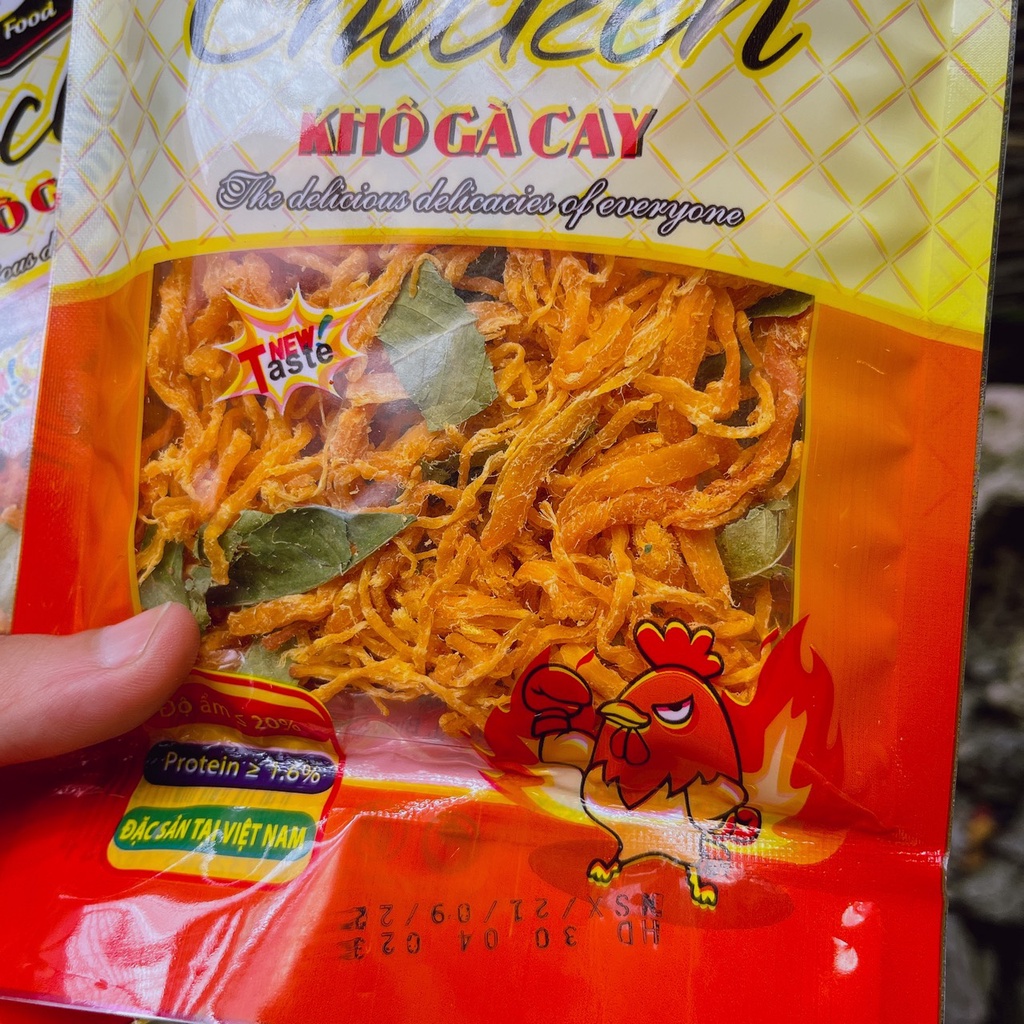 Food
Chicken
KHÔ GÀ CAY
The delicious delicacies of everyone
NEW
Taste
Độ ẩm ≤ 20%
Protein ≥ 1.6%
ĐẶC SẢN TẠI VIỆT NAM
NSX/21/09/22
HD 30 04 023